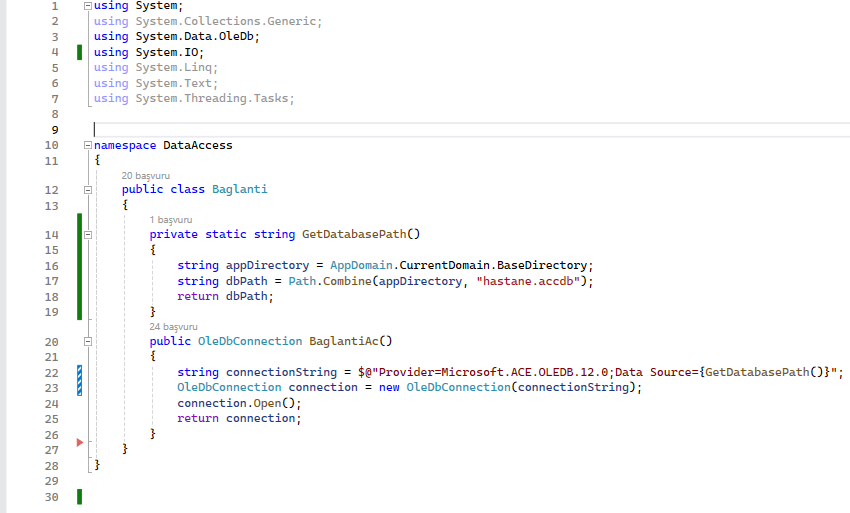 1 using System;
2 using System.Collections.Generic;
3 using System.Data.OleDb;
4 using System.IO;
5 using System.Linq;
6 using System.Text;
7 using System.Threading.Tasks;
8
9
10 namespace DataAccess
11 {
20 başvuru
12 public class Baglanti
13 {
1 başvuru
14 private static string GetDatabasePath()
15 {
16 string appDirectory = AppDomain.CurrentDomain.BaseDirectory;
17 string dbPath = Path.Combine(appDirectory, "hastane.accdb");
18 return dbPath;
19 }
24 başvuru
20 public OleDbConnection BaglantiAc()
21 {
22 string connectionString = $@"Provider=Microsoft.ACE.OLEDB.12.0;Data Source={GetDatabasePath()}";
23 OleDbConnection connection = new OleDbConnection(connectionString);
24 connection.Open();
25 return connection;
26 }
27 }
28 }
29
30